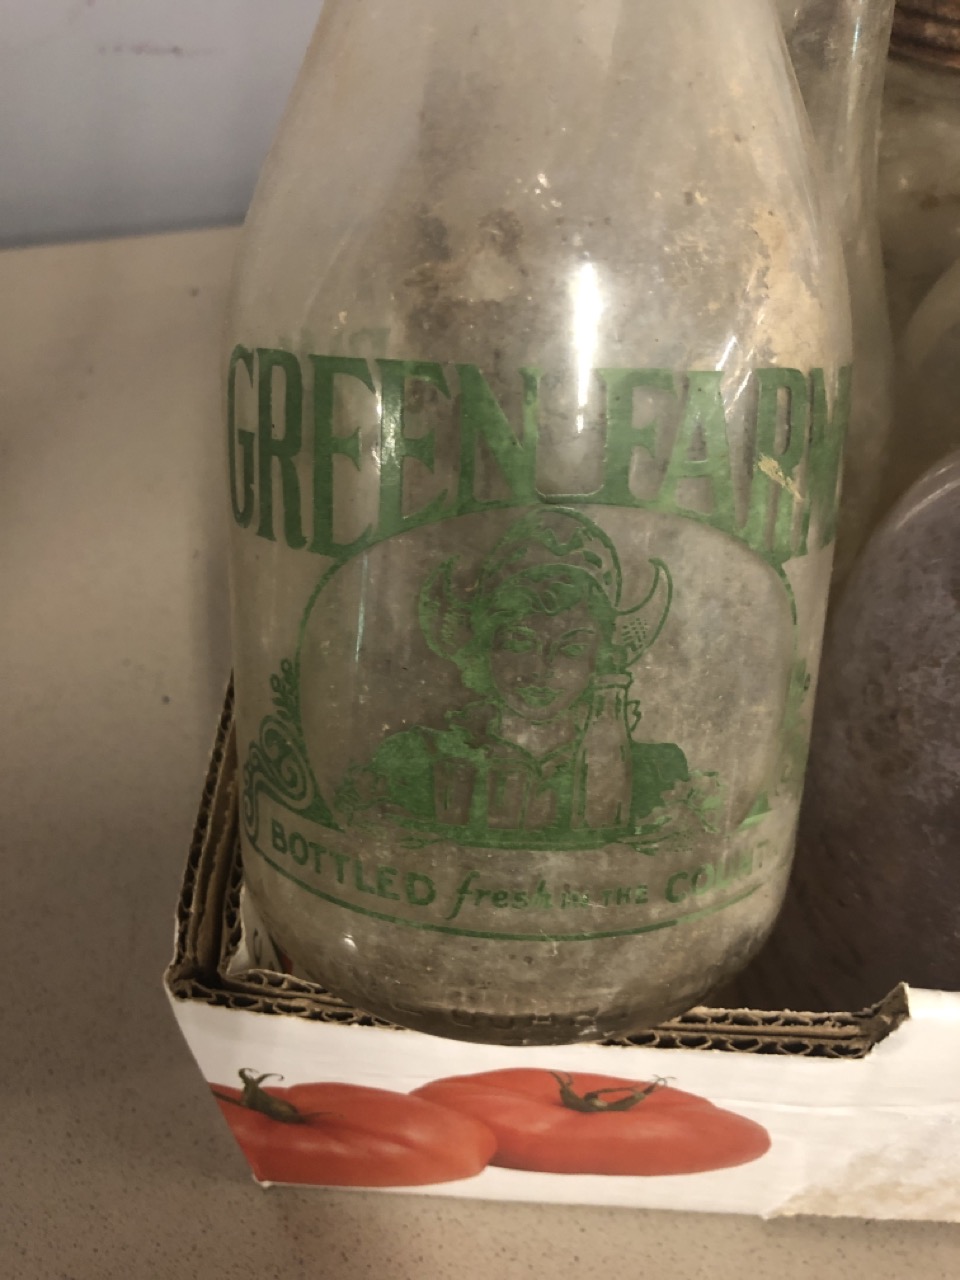 GREEN FARM
BOTTLED fresh IN THE COUNT